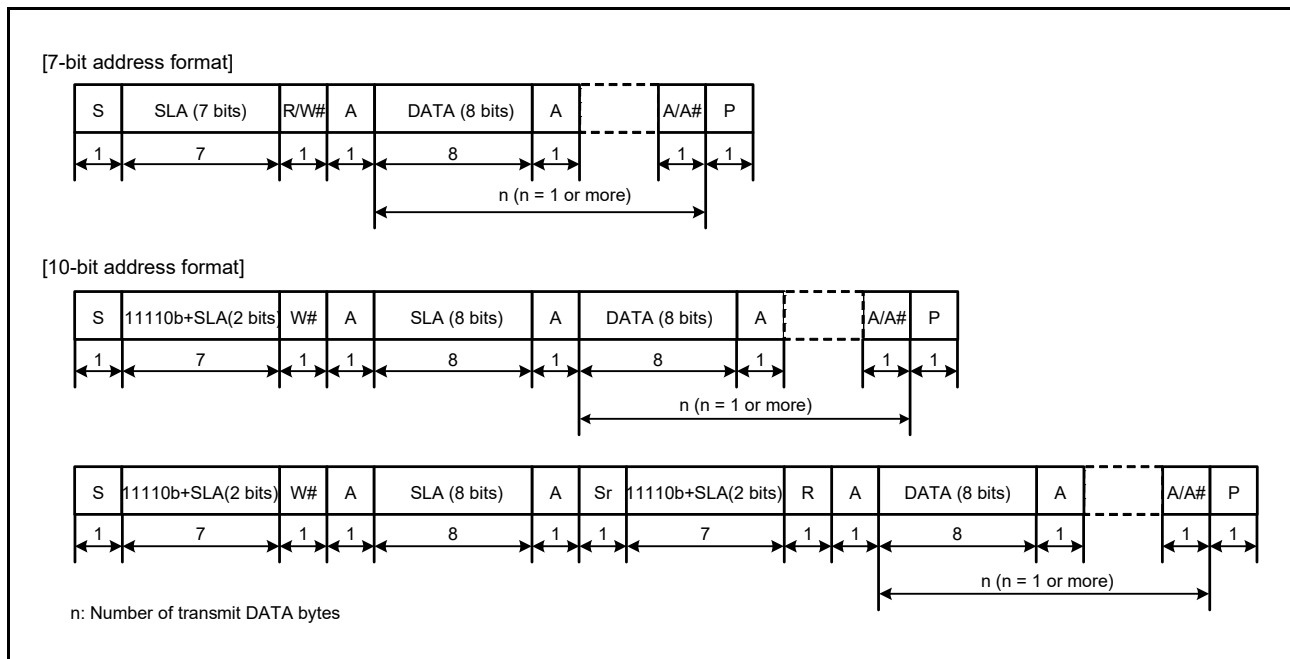 [7-bit address format]
S SLA (7 bits) R/W# A DATA (8 bits) A A/A# P
1 7 1 1 8 1 1 1
n (n = 1 or more)
[10-bit address format]
S 11110b+SLA(2 bits) W# A SLA (8 bits) A DATA (8 bits) A A/A# P
1 7 1 1 8 1 8 1 1 1
n (n = 1 or more)
S 11110b+SLA(2 bits) W# A SLA (8 bits) A Sr 11110b+SLA(2 bits) R A DATA (8 bits) A A/A# P
1 7 1 1 8 1 1 7 1 1 8 1 1 1
n (n = 1 or more)
n: Number of transmit DATA bytes